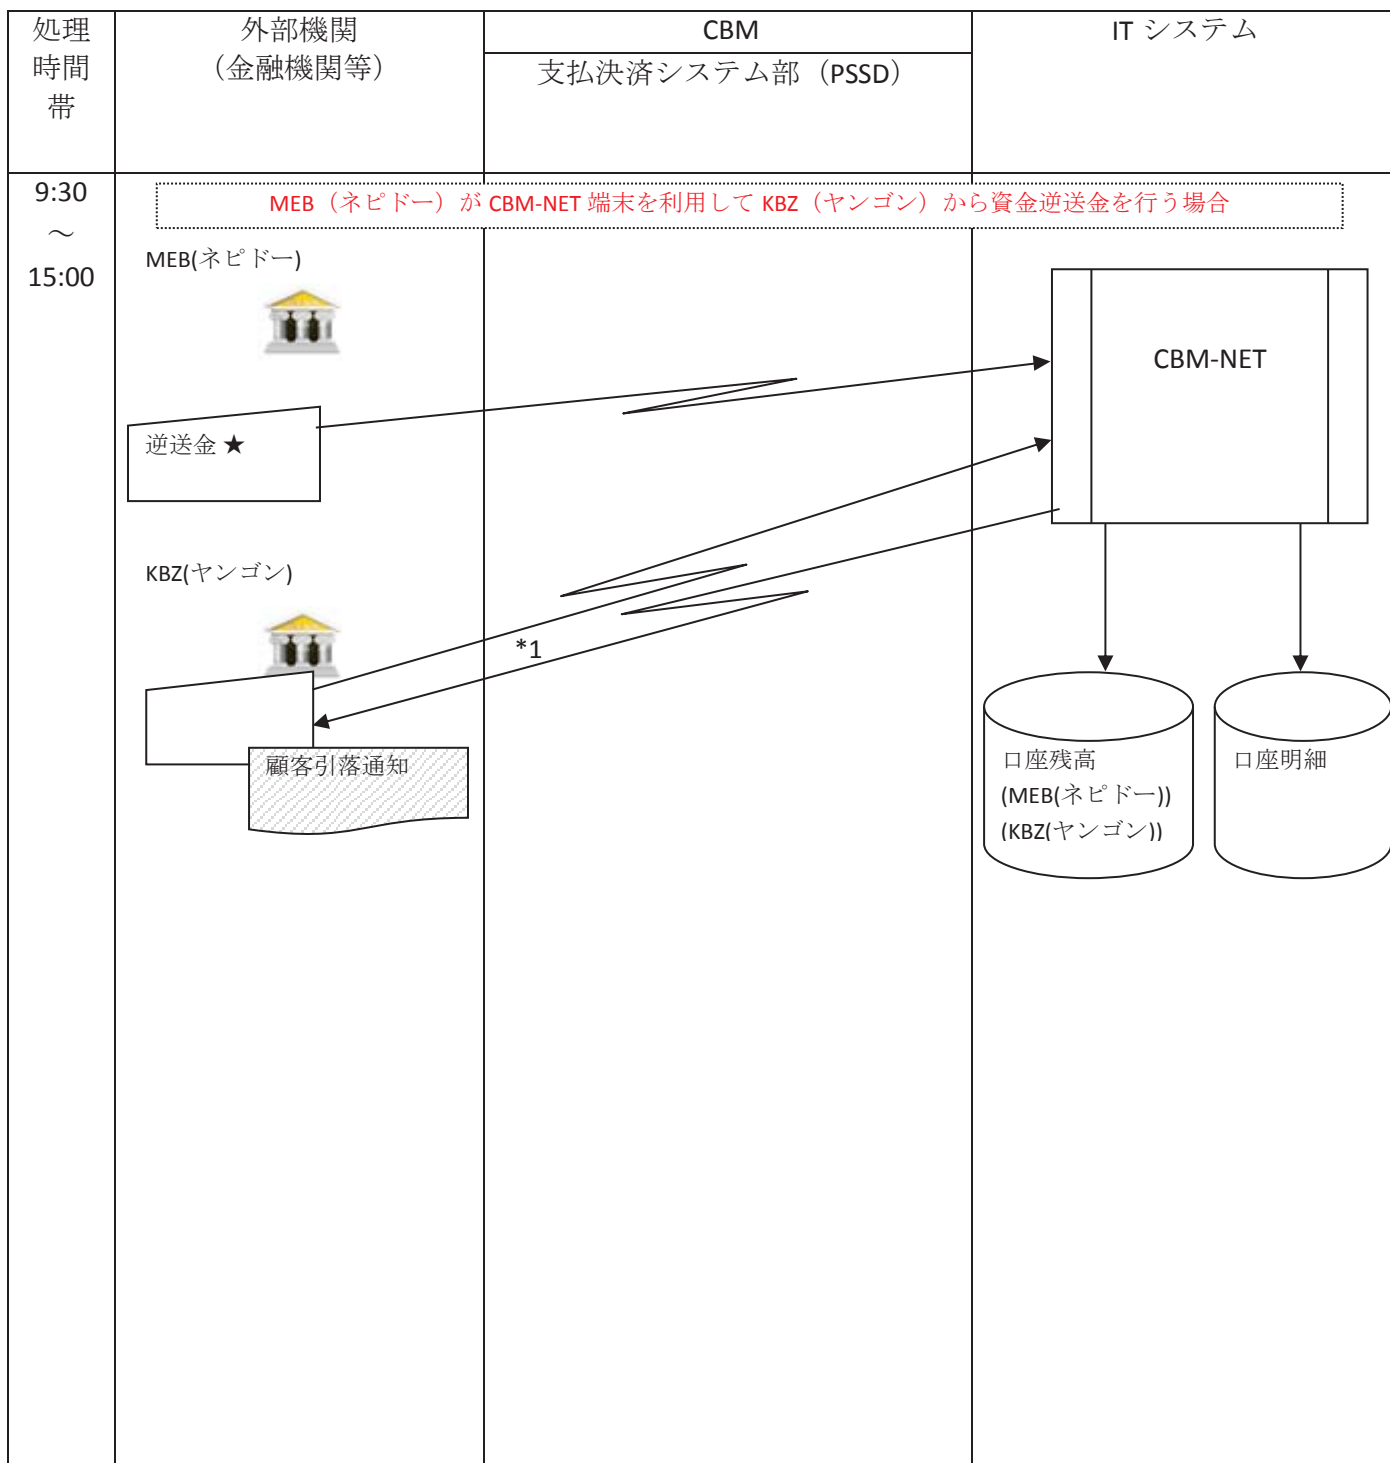 処理
時間
帯
外部機関
（金融機関等）
CBM
支払決済システム部（PSSD）
IT システム
9:30
～
15:00
MEB（ネピドー）が CBM-NET 端末を利用して KBZ（ヤンゴン）から資金逆送金を行う場合
MEB(ネピドー)
CBM-NET
逆送金 ★
KBZ(ヤンゴン)
*1
顧客引落通知
口座残高
(MEB(ネピドー))
(KBZ(ヤンゴン))
口座明細